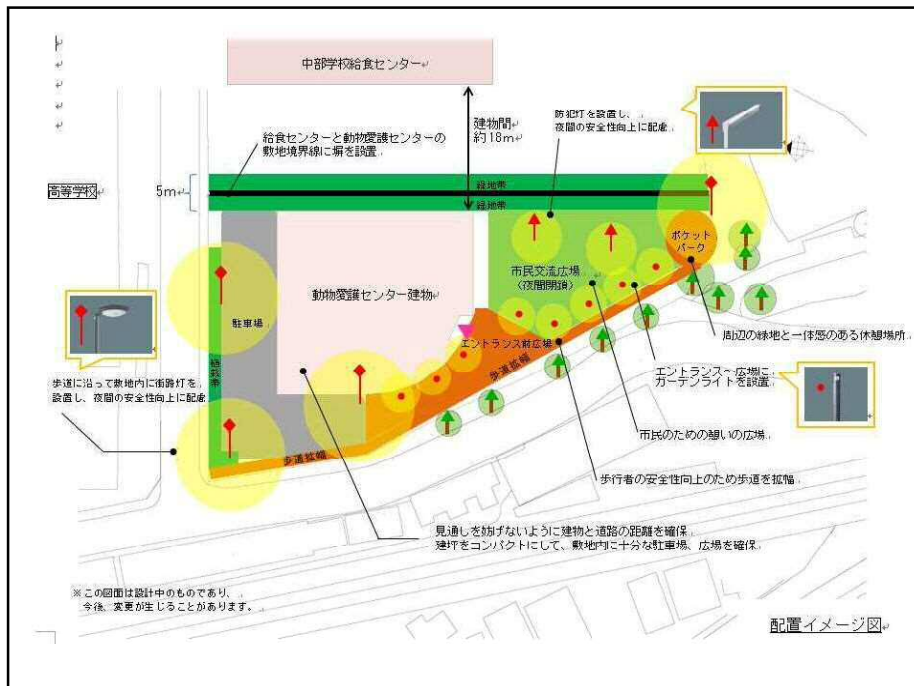 中部学校給食センター
防犯灯を設置し、
夜間の安全性向上に配慮
建物間
約18m
給食センターと動物愛護センターの
敷地境界線に塀を設置
高等学校
5m
緑地帯
緑地帯
ポケット
パーク
市民交流広場
(夜間閉鎖)
動物愛護センター建物
駐車場
周辺の緑地と一体感のある休憩場所
エントランス前広場
歩道拡幅
緑地帯
エントランス～広場に
ガーデンライトを設置
歩道に沿って敷地内に街路灯を
設置し、夜間の安全性向上に配慮
市民のための憩いの広場
歩道拡幅
歩行者の安全性向上のため歩道を拡幅
見通しを妨げないように建物と道路の距離を確保
建坪をコンパクトにして、敷地内に十分な駐車場、広場を確保
※この図面は設計中のものであり、
今後、変更が生じることがあります。
配置イメージ図